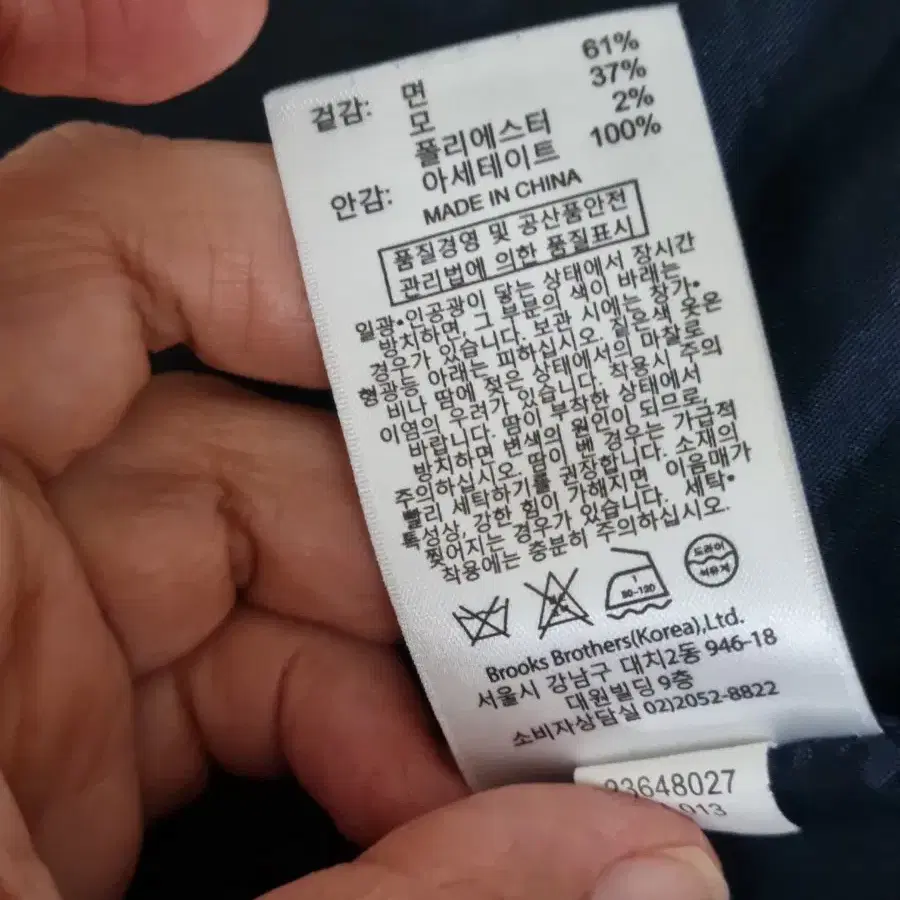 걸감: 면 61%
모 37%
폴리에스터 2%
안감: 아세테이트 100%
MADE IN CHINA
품질경영 및 공산품안전
관리법에 의한 품질표시
일광•인공광이 닿는 상태에서 장시간
방치하면, 그 부분의 색이 바래는
경우가 있습니다. 보관 시에는 창가•
형광등 아래는 피하십시오. 짙은색 옷은
비나 땀에 젖은 상태에서의 마찰로
이염의 우려가 있습니다. 착용시 주의
바랍니다. 땀이 부착한 상태에서
방치하면 변색의 원인이 되므로,
주의하십시오. 땀이 벤 경우는 가급적
빨리 세탁하기를 권장합니다. 소재의
특성상, 강한 힘이 가해지면 이음매가
찢어지는 경우가 있습니다. 세탁•
착용에는 충분히 주의하십시오.
드라이
석유계
1
80~120
Brooks Brothers(Korea),Ltd.
서울시 강남구 대치2동 946-18
대원빌딩 9층
소비자상담실 02)2052-8822
93648027
013